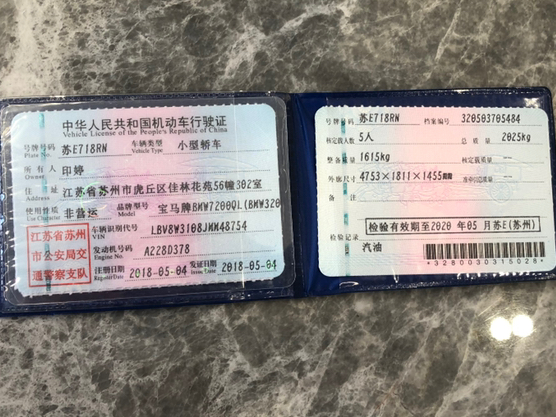 中华人民共和国机动车行驶证
Vehicle License of the People's Republic of China
号牌号码 苏E718RN 车辆类型 小型轿车
Plate No. Vehicle Type
所有人 印婷
Owner
住址 江苏省苏州市虎丘区佳林花苑56幢302室
Address
使用性质 非营运 品牌型号 宝马牌BMW7200QL(BMW320
Use Character Model
江苏省苏州市公安局交通警察支队
车辆识别代号 LBV8W3108JMM48754
VIN
发动机号码 A228D378
Engine No.
注册日期 2018-05-04 发证日期 2018-05-04
Register Date Issue Date
号牌号码 苏E718RN 档案编号 320503705484
核定载人数 5人 总质量 2025kg
整备质量 1615kg 核定载质量 --
外廓尺寸 4753×1811×1455 准牵引总质量 --
备注
检验有效期至2020年05月苏E(苏州)
检验记录
汽油
*3280030315028*